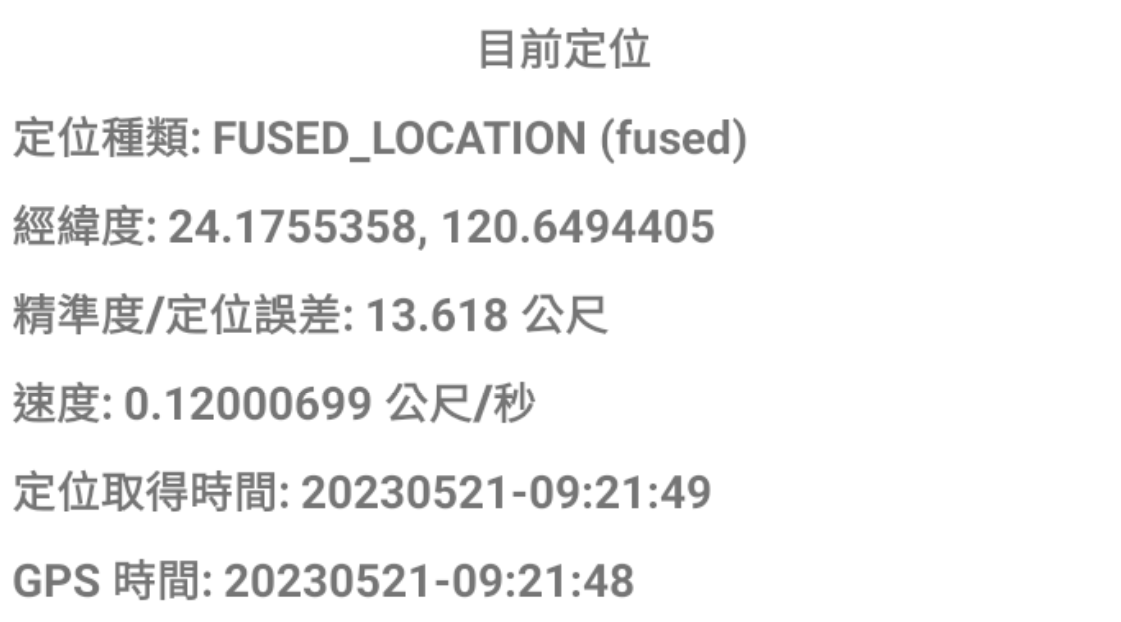 目前定位
定位種類: FUSED_LOCATION (fused)
經緯度: 24.1755358, 120.6494405
精準度/定位誤差: 13.618 公尺
速度: 0.12000699 公尺/秒
定位取得時間: 20230521-09:21:49
GPS 時間: 20230521-09:21:48